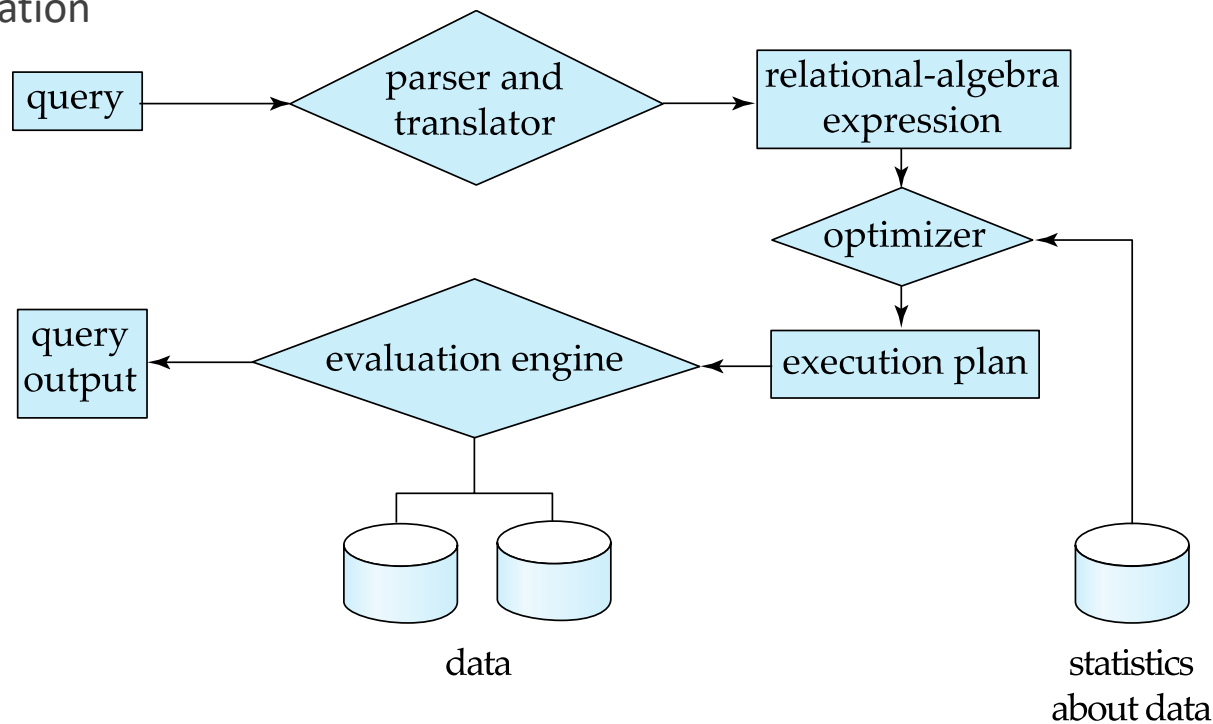 ation
query
parser and
translator
relational-algebra
expression
optimizer
query
output
evaluation engine
execution plan
data
statistics
about data